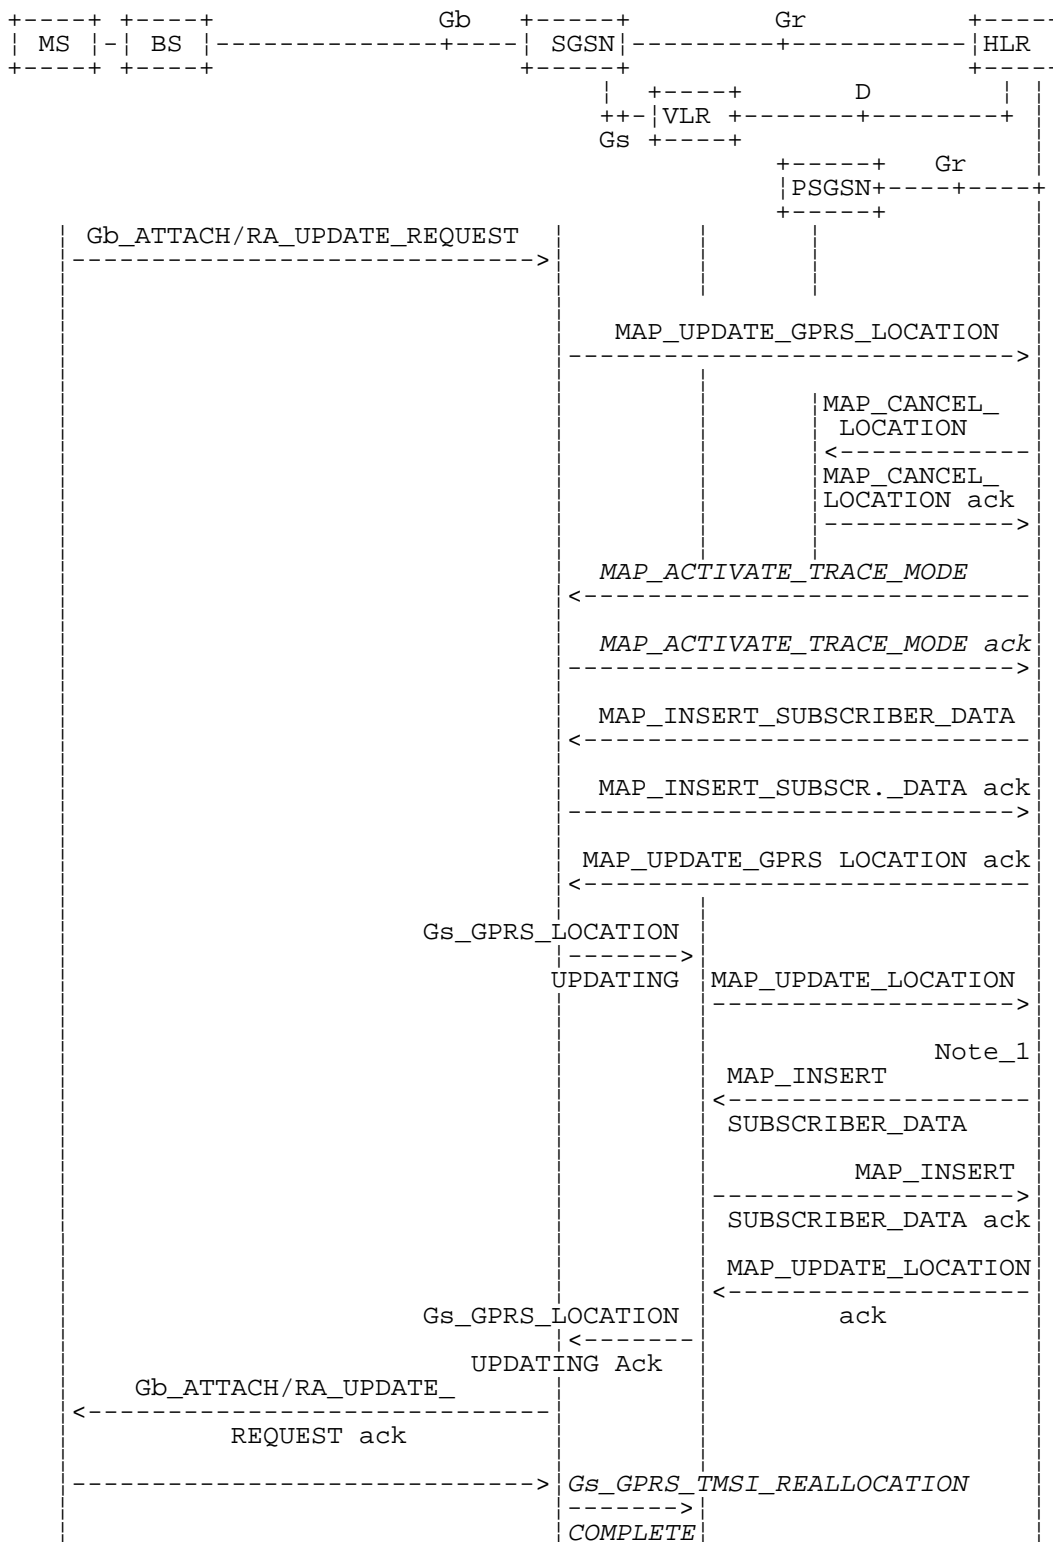 Gb Gr
MS BS SGSN HLR
D
VLR
Gs
Gr
PSGSN
Gb_ATTACH/RA_UPDATE_REQUEST
MAP_UPDATE_GPRS_LOCATION
MAP_CANCEL_
LOCATION
MAP_CANCEL_
LOCATION ack
MAP_ACTIVATE_TRACE_MODE
MAP_ACTIVATE_TRACE_MODE ack
MAP_INSERT_SUBSCRIBER_DATA
MAP_INSERT_SUBSCR._DATA ack
MAP_UPDATE_GPRS LOCATION ack
Gs_GPRS_LOCATION
UPDATING MAP_UPDATE_LOCATION
Note_1
MAP_INSERT
SUBSCRIBER_DATA
MAP_INSERT
SUBSCRIBER_DATA ack
MAP_UPDATE_LOCATION
Gs_GPRS_LOCATION ack
UPDATING Ack
Gb_ATTACH/RA_UPDATE_
REQUEST ack
Gs_GPRS_TMSI_REALLOCATION
COMPLETE